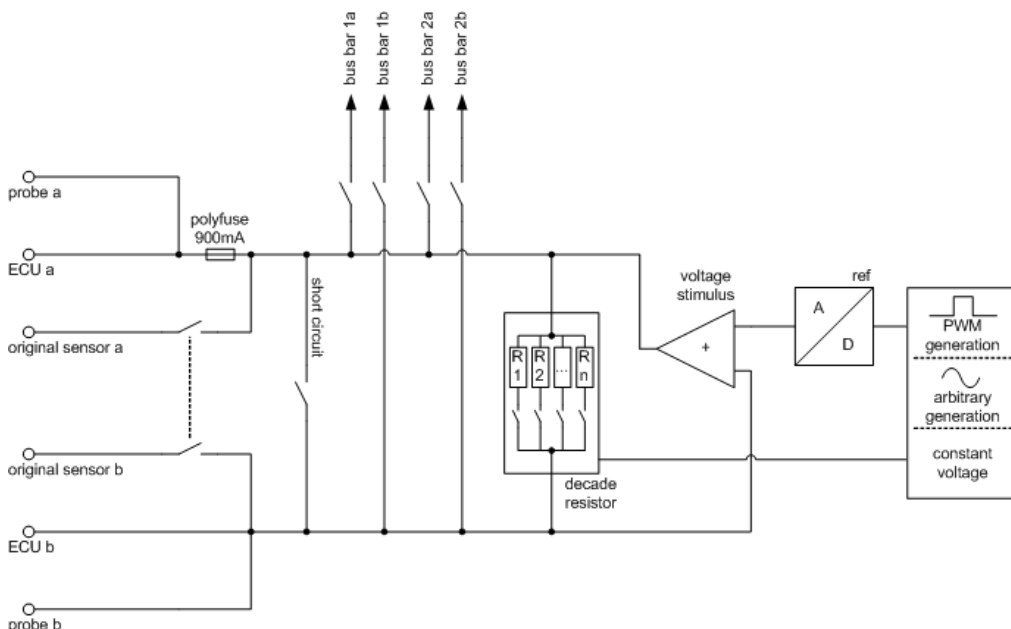 bus bar 1a
bus bar 1b
bus bar 2a
bus bar 2b
probe a
polyfuse
900mA
ECU a
short circuit
original sensor a
original sensor b
ECU b
probe b
R
1
R
2
...
R
n
decade
resistor
voltage
stimulus
+
ref
A
D
PWM
generation
arbitrary
generation
constant
voltage